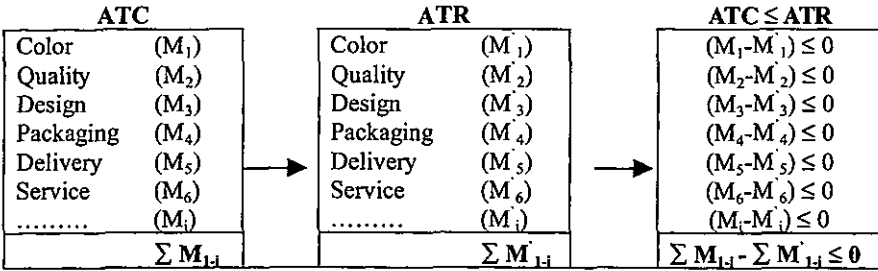 ATC ATR ATC ≤ ATR
Color (M₁) Color (M`₁) (M₁-M`₁) ≤ 0
Quality (M₂) Quality (M`₂) (M₂-M`₂) ≤ 0
Design (M₃) Design (M`₃) (M₃-M`₃) ≤ 0
Packaging (M₄) Packaging (M`₄) (M₄-M`₄) ≤ 0
Delivery (M₅) Delivery (M`₅) (M₅-M`₅) ≤ 0
Service (M₆) Service (M`₆) (M₆-M`₆) ≤ 0
……… (Mᵢ) ……… (M`ᵢ) (Mᵢ-M`ᵢ) ≤ 0
∑ M₁₋ᵢ ∑ M`₁₋ᵢ ∑ M₁₋ᵢ - ∑ M`₁₋ᵢ ≤ 0